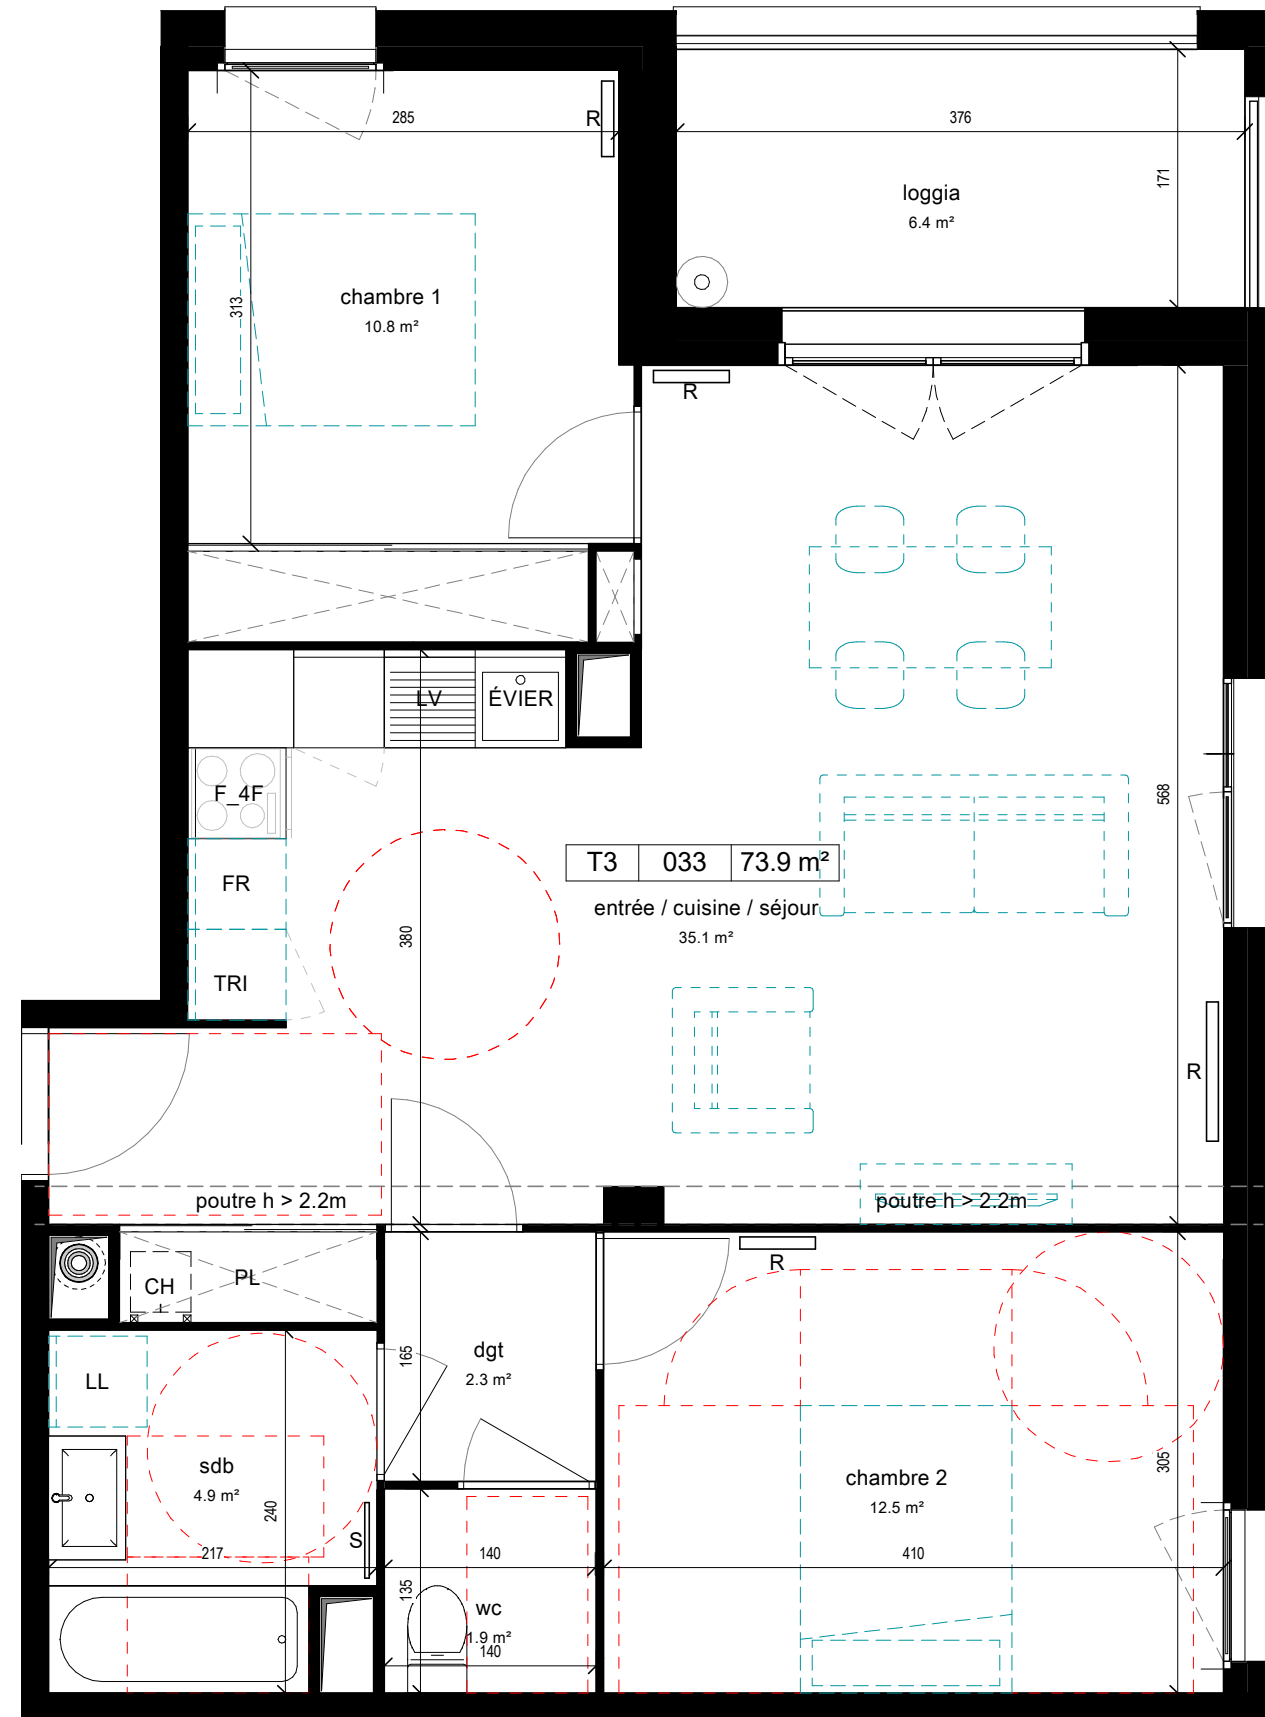 285
R
376
171
loggia
6.4 m²
chambre 1
10.8 m²
313
R
LV
ÉVIER
F_4F
568
T3 033 73.9 m²
FR
entrée / cuisine / séjour
35.1 m²
380
TRI
R
poutre h > 2.2m
poutre h > 2.2m
CH
PL
R
dgt
2.3 m²
165
LL
sdb
4.9 m²
chambre 2
12.5 m²
305
240
S
217
140
410
135
wc
1.9 m²
140